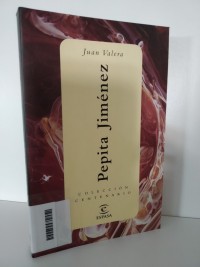 Juan Valera
Pepita Jiménez
COLECCIÓN
CENTENARIO
ESPASA